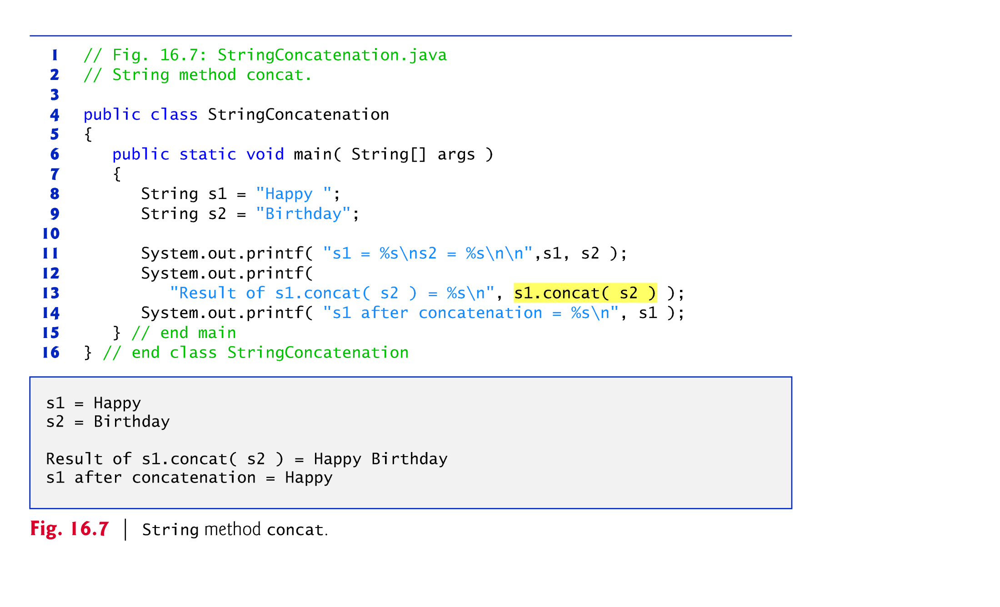 1 // Fig. 16.7: StringConcatenation.java
2 // String method concat.
3
4 public class StringConcatenation
5 {
6    public static void main( String[] args )
7    {
8       String s1 = "Happy ";
9       String s2 = "Birthday";
10
11       System.out.printf( "s1 = %s\ns2 = %s\n\n",s1, s2 );
12       System.out.printf(
13          "Result of s1.concat( s2 ) = %s\n", s1.concat( s2 ) );
14       System.out.printf( "s1 after concatenation = %s\n", s1 );
15    } // end main
16 } // end class StringConcatenation
s1 = Happy
s2 = Birthday

Result of s1.concat( s2 ) = Happy Birthday
s1 after concatenation = Happy
Fig. 16.7 | String method concat.